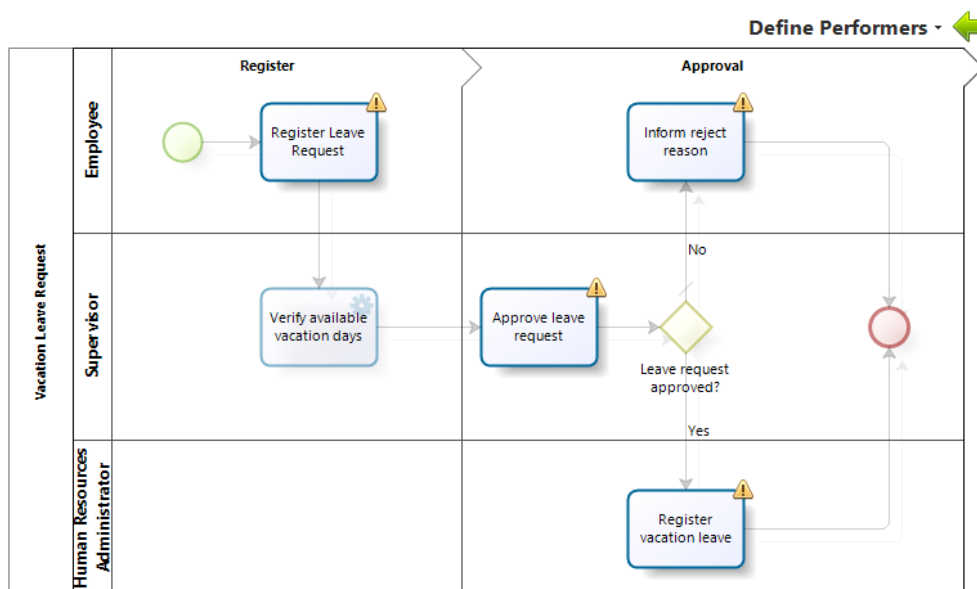 Define Performers
Register
Approval
Vacation Leave Request
Employee
Register Leave
Request
Inform reject
reason
Supervisor
No
Verify available
vacation days
Approve leave
request
Leave request
approved?
Yes
Human Resources
Administrator
Register
vacation leave